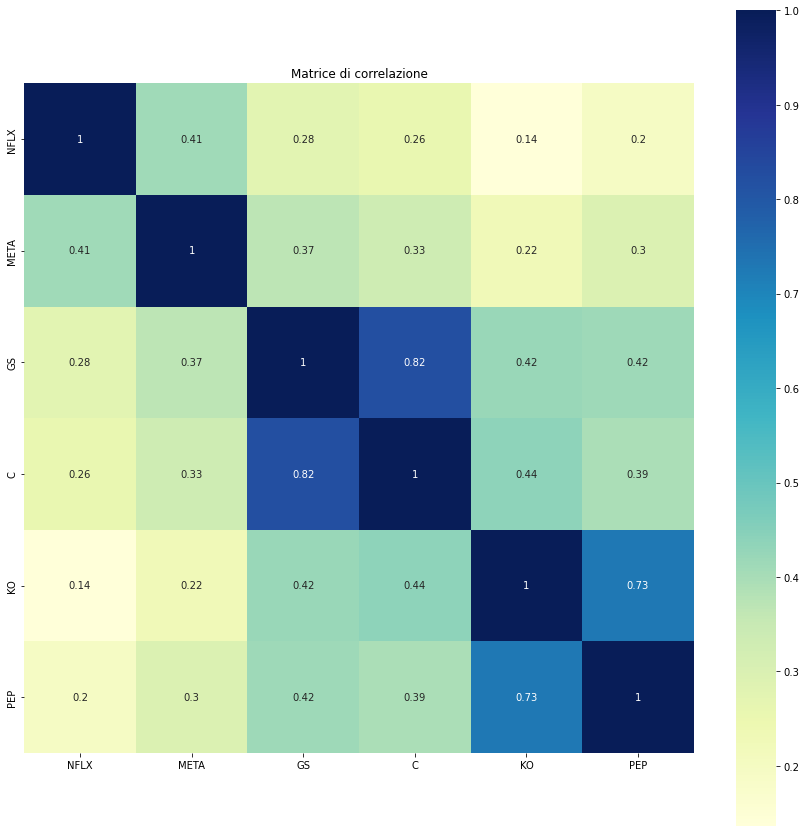 Matrice di correlazione
NFLX 1 0.41 0.28 0.26 0.14 0.2
META 0.41 1 0.37 0.33 0.22 0.3
GS 0.28 0.37 1 0.82 0.42 0.42
C 0.26 0.33 0.82 1 0.44 0.39
KO 0.14 0.22 0.42 0.44 1 0.73
PEP 0.2 0.3 0.42 0.39 0.73 1
NFLX META GS C KO PEP
1.0
0.9
0.8
0.7
0.6
0.5
0.4
0.3
0.2